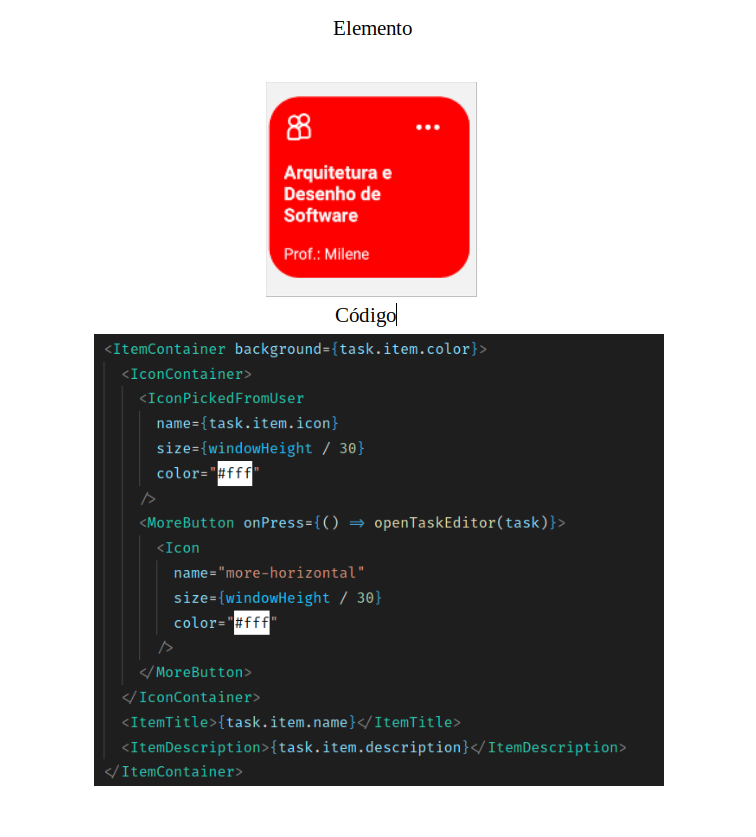 Elemento
Arquitetura e
Desenho de
Software
Prof.: Milene
Código
<ItemContainer background={task.item.color}>
<IconContainer>
<IconPickedFromUser
name={task.item.icon}
size={windowHeight / 30}
color="#fff"
/>
<MoreButton onPress={() => openTaskEditor(task)}>
<Icon
name="more-horizontal"
size={windowHeight / 30}
color="#fff"
/>
</MoreButton>
</IconContainer>
<ItemTitle>{task.item.name}</ItemTitle>
<ItemDescription>{task.item.description}</ItemDescription>
</ItemContainer>